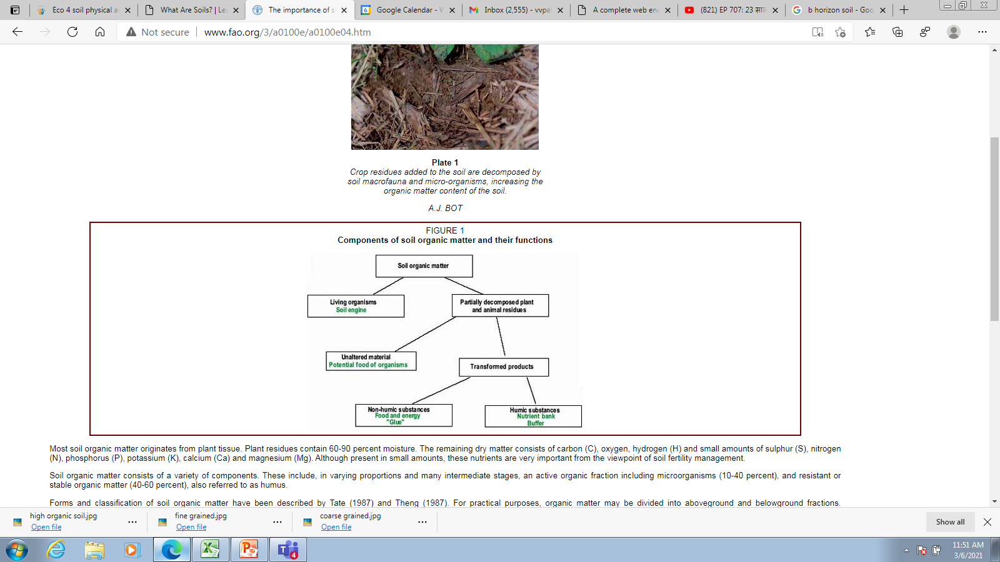 Eco 4 soil physical a
What Are Soils? | Le
The importance of s
Google Calendar - V
Inbox (2,555) - vvpa
A complete web ena
(821) EP 707: 23 साल
b horizon soil - Goo
Not secure | www.fao.org/3/a0100e/a0100e04.htm
Plate 1
Crop residues added to the soil are decomposed by
soil macrofauna and micro-organisms, increasing the
organic matter content of the soil.
A.J. BOT
FIGURE 1
Components of soil organic matter and their functions
Soil organic matter
Living organisms
Soil engine
Partially decomposed plant
and animal residues
Unaltered material
Potential food of organisms
Transformed products
Non-humic substances
Food and energy
"Glue"
Humic substances
Nutrient bank
Buffer
Most soil organic matter originates from plant tissue. Plant residues contain 60-90 percent moisture. The remaining dry matter consists of carbon (C), oxygen, hydrogen (H) and small amounts of sulphur (S), nitrogen
(N), phosphorus (P), potassium (K), calcium (Ca) and magnesium (Mg). Although present in small amounts, these nutrients are very important from the viewpoint of soil fertility management.
Soil organic matter consists of a variety of components. These include, in varying proportions and many intermediate stages, an active organic fraction including microorganisms (10-40 percent), and resistant or
stable organic matter (40-60 percent), also referred to as humus.
Forms and classification of soil organic matter have been described by Tate (1987) and Theng (1987). For practical purposes, organic matter may be divided into aboveground and belowground fractions.
high organic soil.jpg
Open file
fine grained.jpg
Open file
coarse grained.jpg
Open file
Show all
4
11:51 AM
3/6/2021